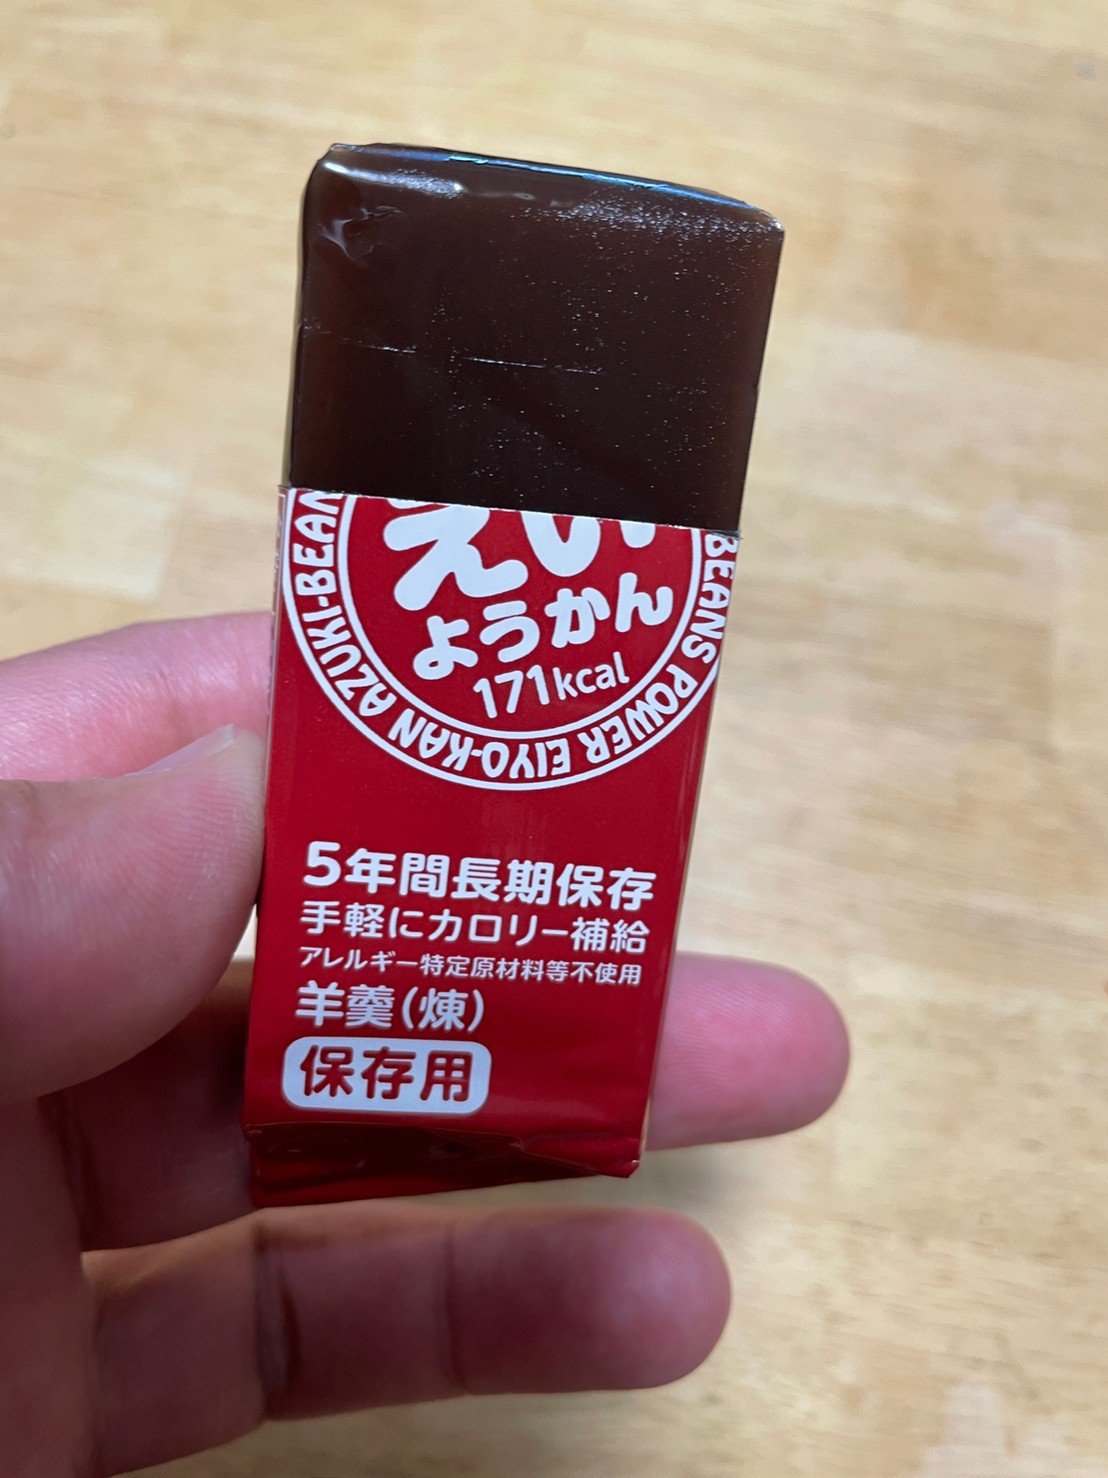 えい
ようかん
171kcal
AZUKI-BEANS POWER EIYO-KAN
5年間長期保存
手軽にカロリー補給
アレルギー特定原材料等不使用
羊羹(煉)
保存用